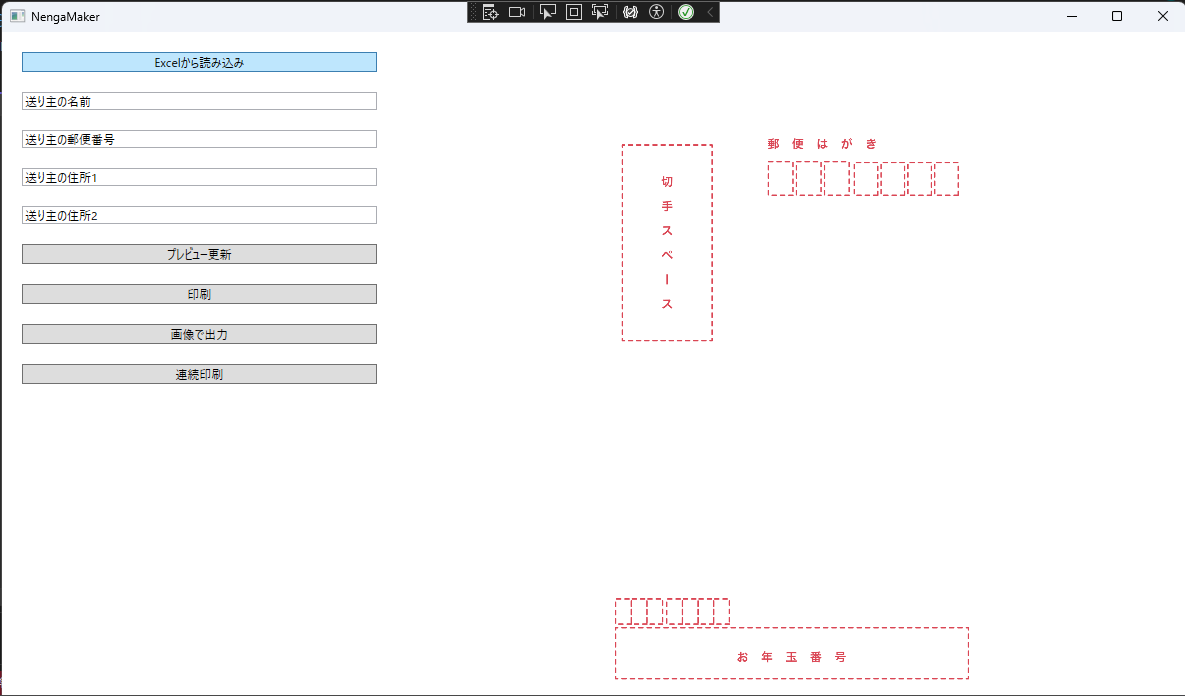 NengaMaker
Excelから読み込み
送り主の名前
送り主の郵便番号
送り主の住所1
送り主の住所2
プレビュー更新
印刷
画像で出力
連続印刷
切手スペース
郵便はがき
お年玉番号